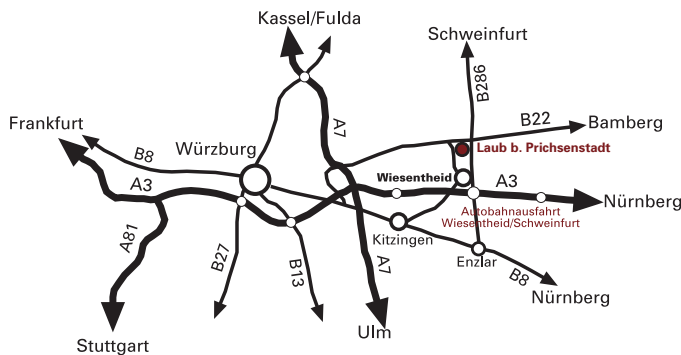 Kassel/Fulda
Schweinfurt
B286
Frankfurt
B8
Würzburg
A7
B22
Bamberg
Laub b. Prichsenstadt
Wiesentheid
A3
A3
Nürnberg
Autobahnausfahrt
Wiesentheid/Schweinfurt
A81
B27
B13
A7
Kitzingen
Enzlar
B8
Nürnberg
Stuttgart
Ulm